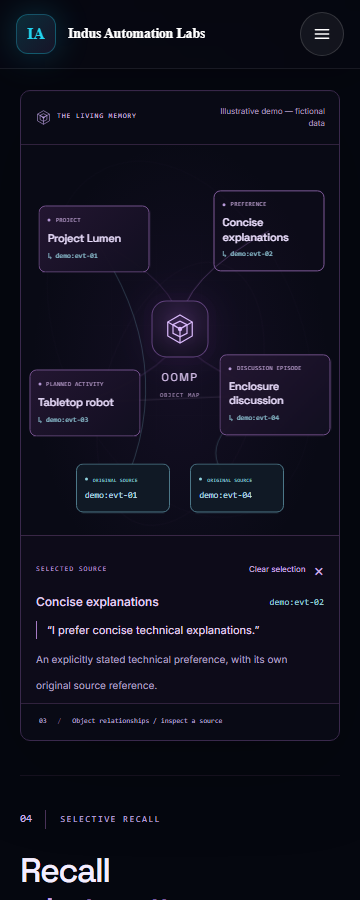 IA Indus Automation Labs
THE LIVING MEMORY
Illustrative demo — fictional
data
PROJECT
Project Lumen
↳ demo:evt-01
PREFERENCE
Concise
explanations
↳ demo:evt-02
OOMP
OBJECT MAP
PLANNED ACTIVITY
Tabletop robot
↳ demo:evt-03
DISCUSSION EPISODE
Enclosure
discussion
↳ demo:evt-04
ORIGINAL SOURCE
demo:evt-01
ORIGINAL SOURCE
demo:evt-04
SELECTED SOURCE
Clear selection ✕
Concise explanations
demo:evt-02
“I prefer concise technical explanations.”
An explicitly stated technical preference, with its own
original source reference.
03 / Object relationships / inspect a source
04 SELECTIVE RECALL
Recall